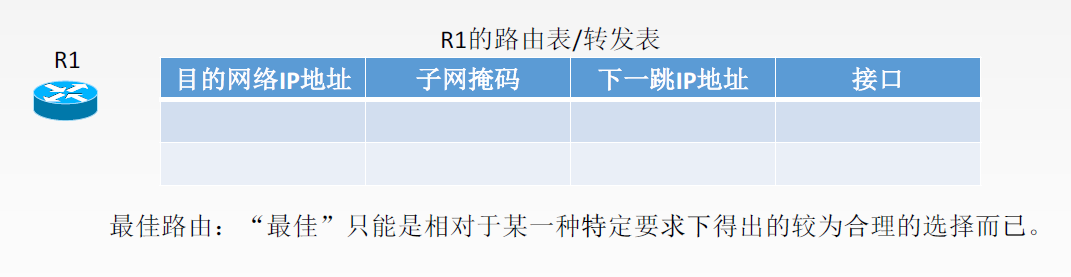 R1的路由表/转发表
R1
目的网络IP地址 子网掩码 下一跳IP地址 接口
最佳路由：“最佳”只能是相对于某一种特定要求下得出的较为合理的选择而已。